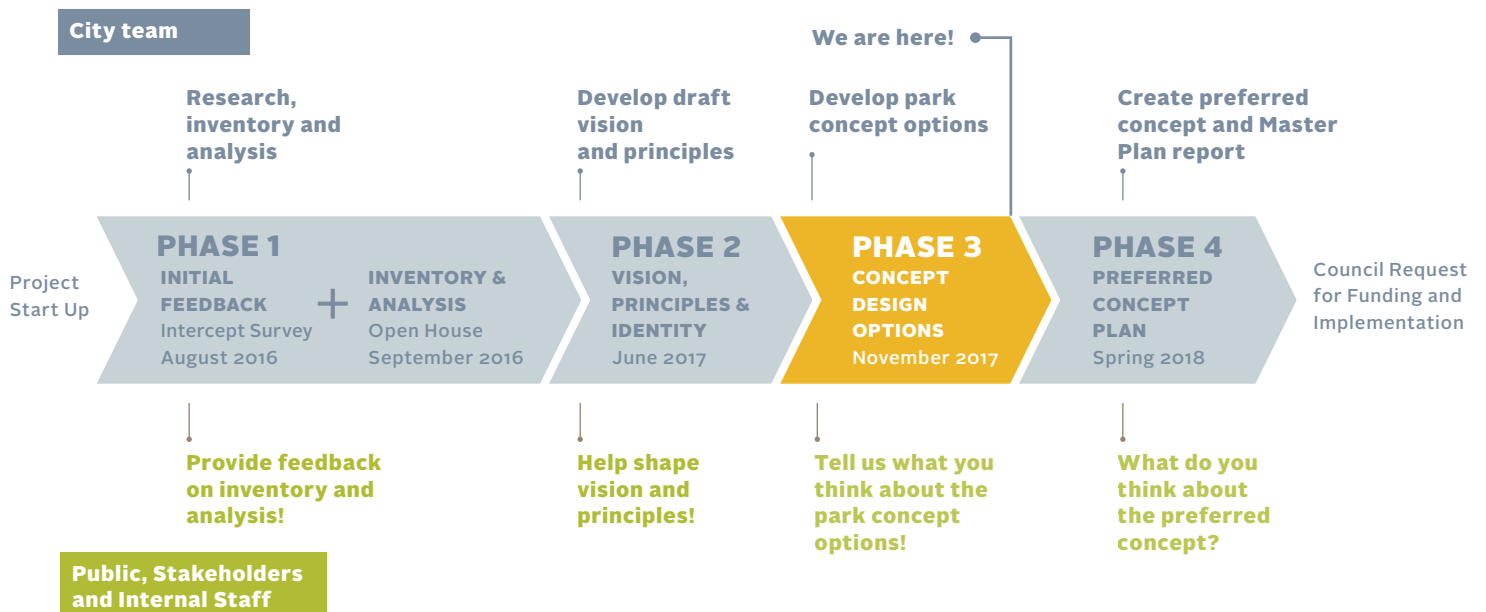 City team
We are here!
Research,
inventory and
analysis
Develop draft
vision
and principles
Develop park
concept options
Create preferred
concept and Master
Plan report
Project
Start Up
PHASE 1
INITIAL
FEEDBACK
Intercept Survey
August 2016
+
INVENTORY &
ANALYSIS
Open House
September 2016
PHASE 2
VISION,
PRINCIPLES &
IDENTITY
June 2017
PHASE 3
CONCEPT
DESIGN
OPTIONS
November 2017
PHASE 4
PREFERRED
CONCEPT
PLAN
Spring 2018
Council Request
for Funding and
Implementation
Provide feedback
on inventory and
analysis!
Help shape
vision and
principles!
Tell us what you
think about the
park concept
options!
What do you
think about
the preferred
concept?
Public, Stakeholders
and Internal Staff